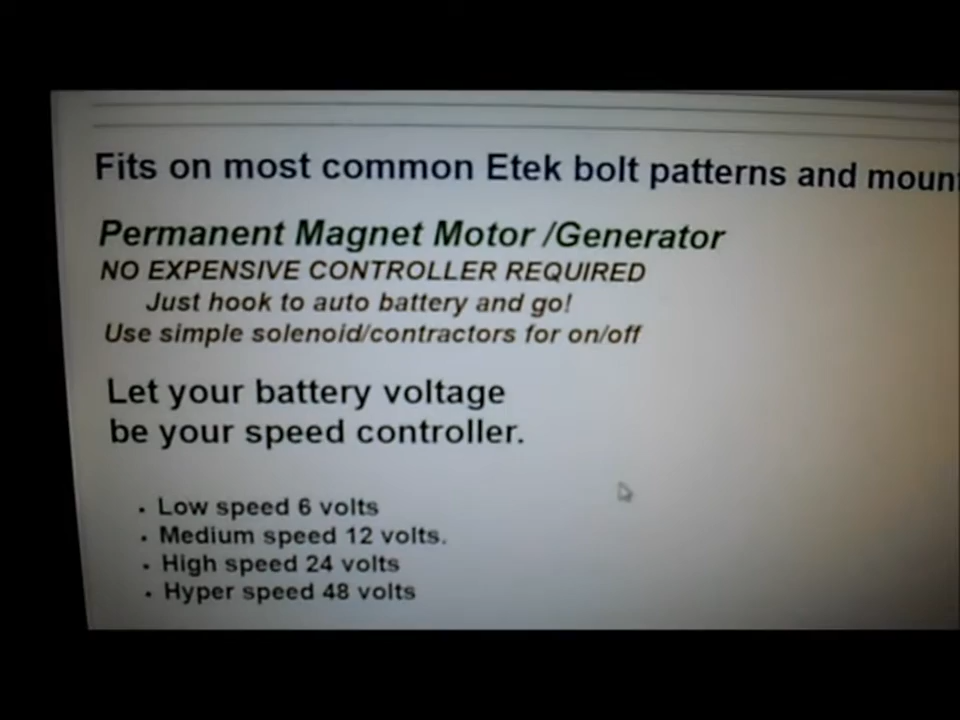 Fits on most common Etek bolt patterns and
Permanent Magnet Motor /Generator
NO EXPENSIVE CONTROLLER REQUIRED
Just hook to auto battery and go!
Use simple solenoid/contractors for on/off
Let your battery voltage
be your speed controller.
• Low speed 6 volts
• Medium speed 12 volts.
• High speed 24 volts
• Hyper speed 48 volts